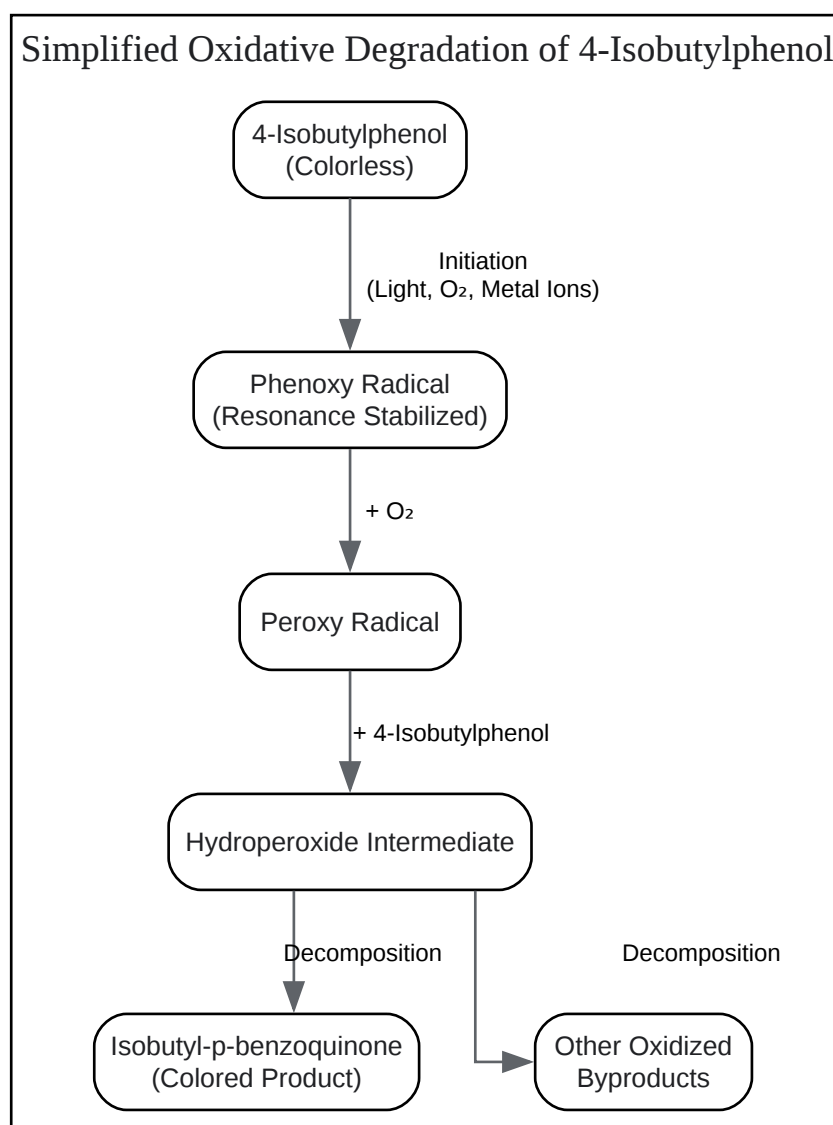 Simplified Oxidative Degradation of 4-Isobutylphenol
4-Isobutylphenol
(Colorless)
Initiation
(Light, O₂, Metal Ions)
Phenoxy Radical
(Resonance Stabilized)
+ O₂
Peroxy Radical
+ 4-Isobutylphenol
Hydroperoxide Intermediate
Decomposition
Decomposition
Isobutyl-p-benzoquinone
(Colored Product)
Other Oxidized
Byproducts